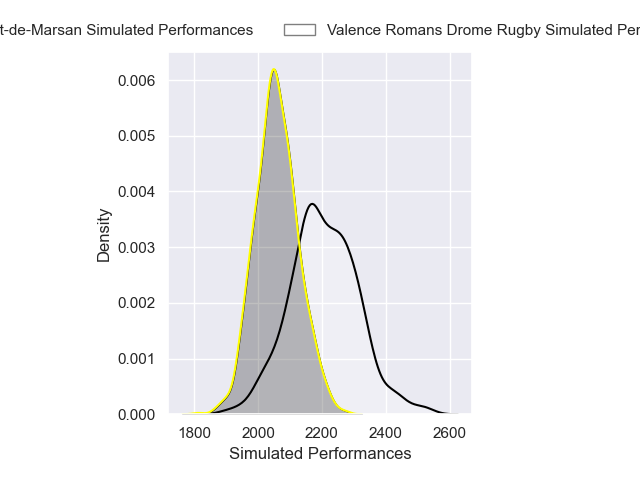 t-de-Marsan Simulated Performances Valence Romans Drome Rugby Simulated Per
0.006
0.005
0.004
0.003
0.002
0.001
0.000
Density
1800 2000 2200 2400 2600
Simulated Performances